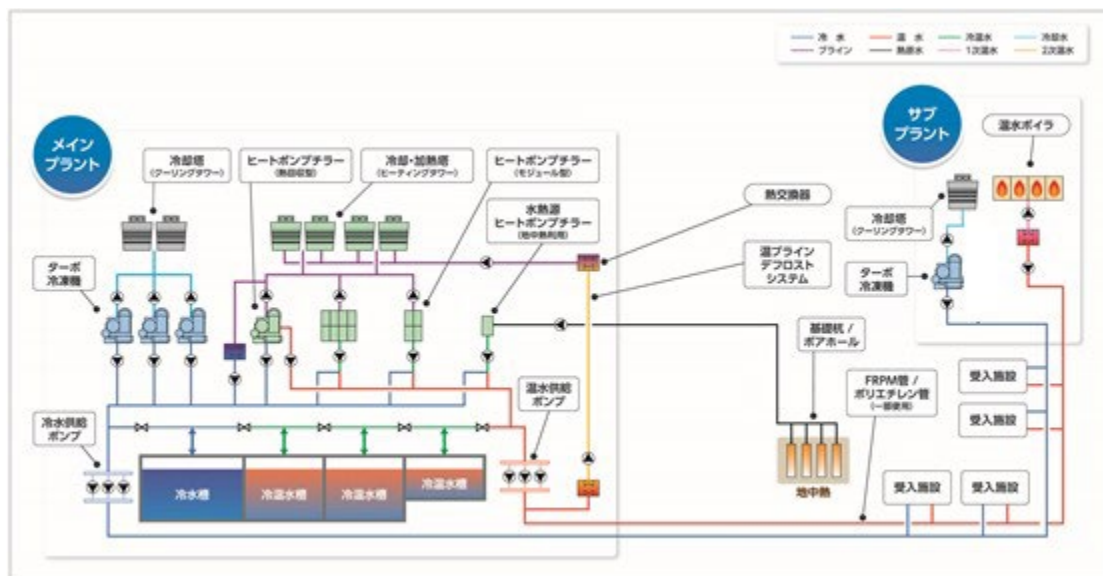 冷 水
温 水
冷温水
冷却水
ブライン
熱源水
1次温水
2次温水
メイン
プラント
サブ
プラント
冷却塔
(クーリングタワー)
ヒートポンプチラー
(熱回収型)
冷却・加熱塔
(ヒーティングタワー)
ヒートポンプチラー
(モジュール型)
水熱源
ヒートポンプチラー
(地中熱利用)
熱交換器
温水ボイラ
冷却塔
(クーリングタワー)
ターボ
冷凍機
温ブライン
デフロスト
システム
ターボ
冷凍機
基礎杭 /
ボアホール
FRPM管 /
ポリエチレン管
(一部使用)
受入施設
受入施設
温水供給
ポンプ
冷水供給
ポンプ
冷水槽
冷温水槽
冷温水槽
冷温水槽
地中熱
受入施設
受入施設